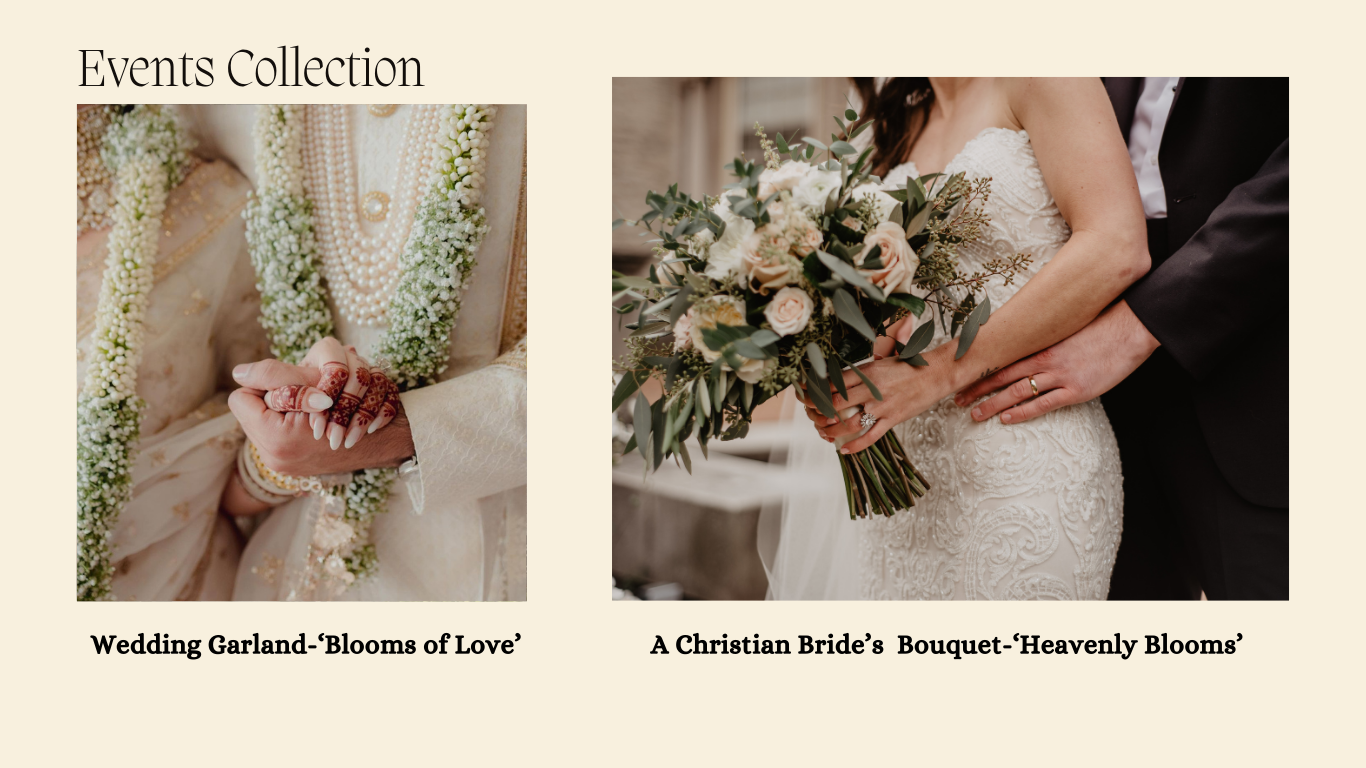 Events Collection
Wedding Garland-‘Blooms of Love’
A Christian Bride’s  Bouquet-‘Heavenly Blooms’